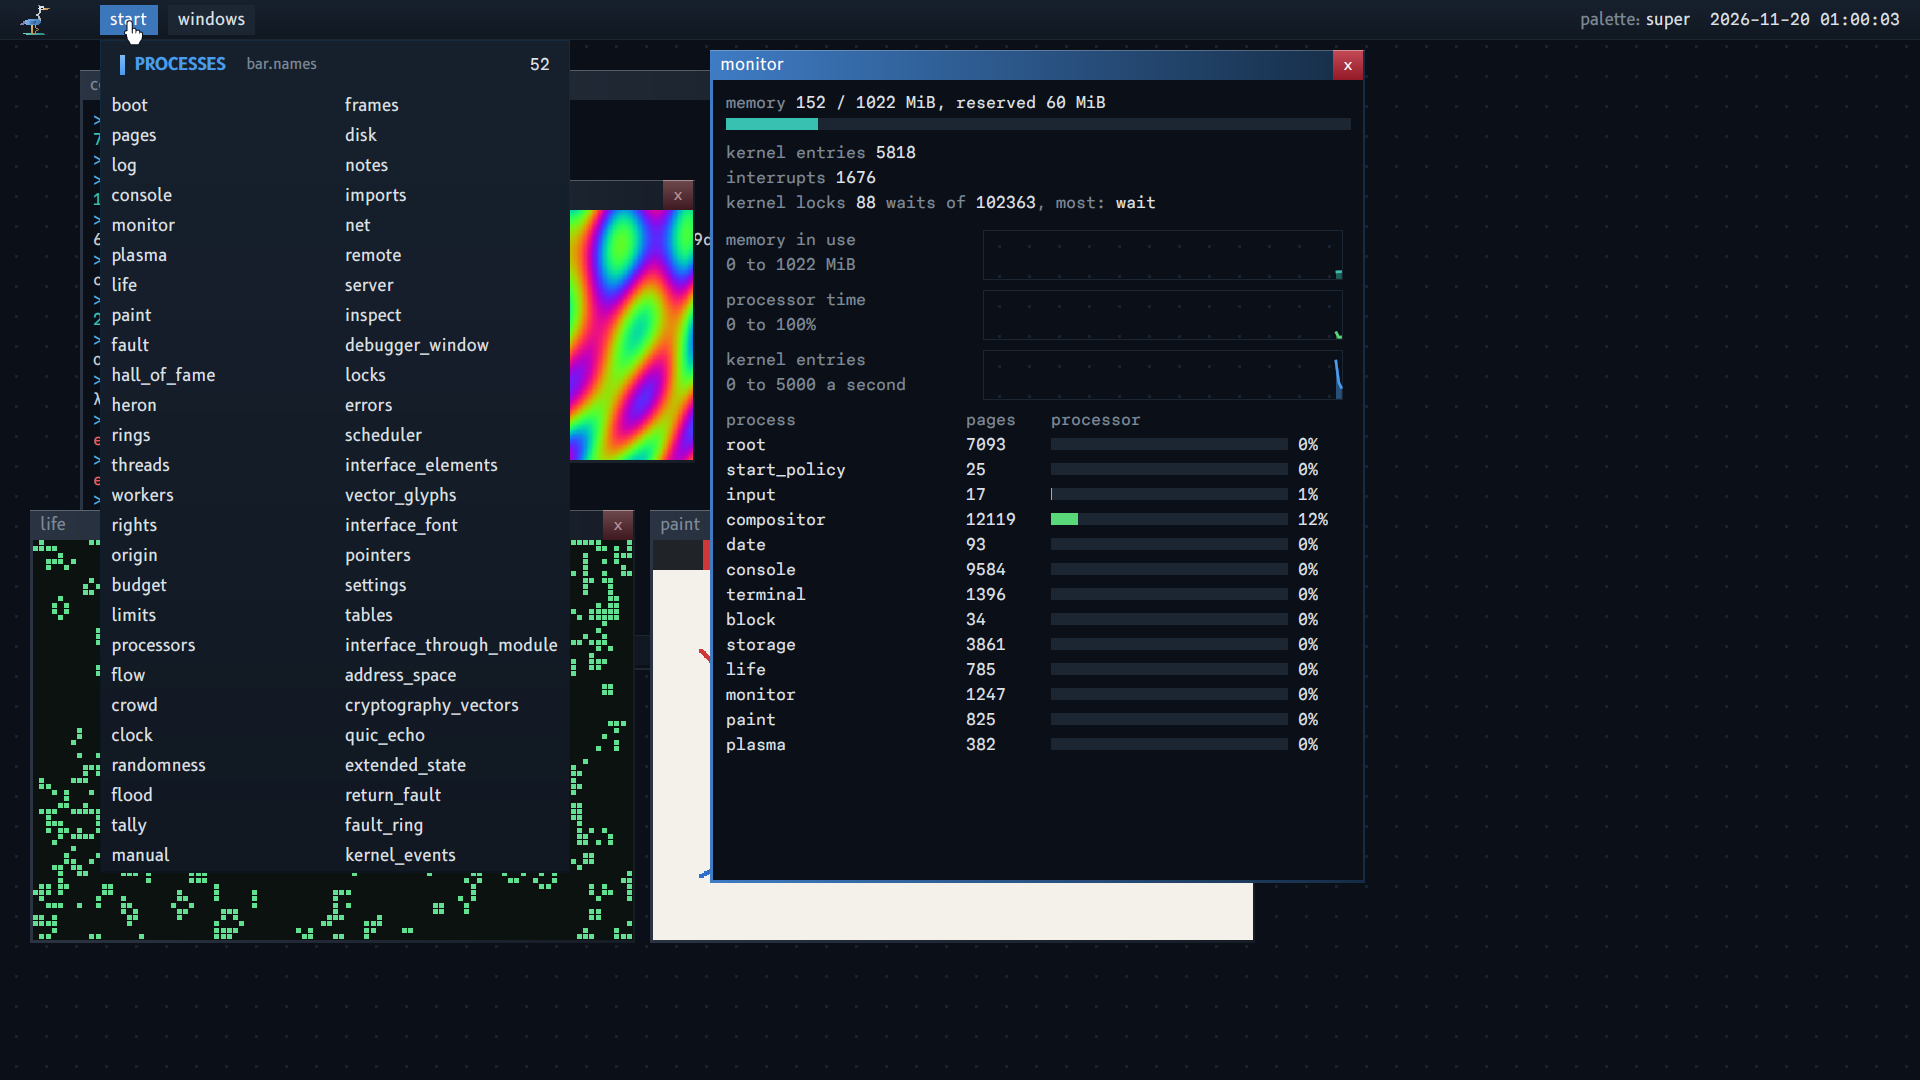 start windows palette: super 2026-11-20 01:00:03
PROCESSES bar.names 52
boot frames
pages disk
log notes
console imports
monitor net
plasma remote
life server
paint inspect
fault debugger_window
hall_of_fame locks
heron errors
rings scheduler
threads interface_elements
workers vector_glyphs
rights interface_font
origin pointers
budget settings
limits tables
processors interface_through_module
flow address_space
crowd cryptography_vectors
clock quic_echo
randomness extended_state
flood return_fault
tally fault_ring
manual kernel_events
x
life x
paint
monitor x
memory 152 / 1022 MiB, reserved 60 MiB
kernel entries 5818
interrupts 1676
kernel locks 88 waits of 102363, most: wait
memory in use
0 to 1022 MiB
processor time
0 to 100%
kernel entries
0 to 5000 a second
process pages processor
root 7093 0%
start_policy 25 0%
input 17 1%
compositor 12119 12%
date 93 0%
console 9584 0%
terminal 1396 0%
block 34 0%
storage 3861 0%
life 785 0%
monitor 1247 0%
paint 825 0%
plasma 382 0%